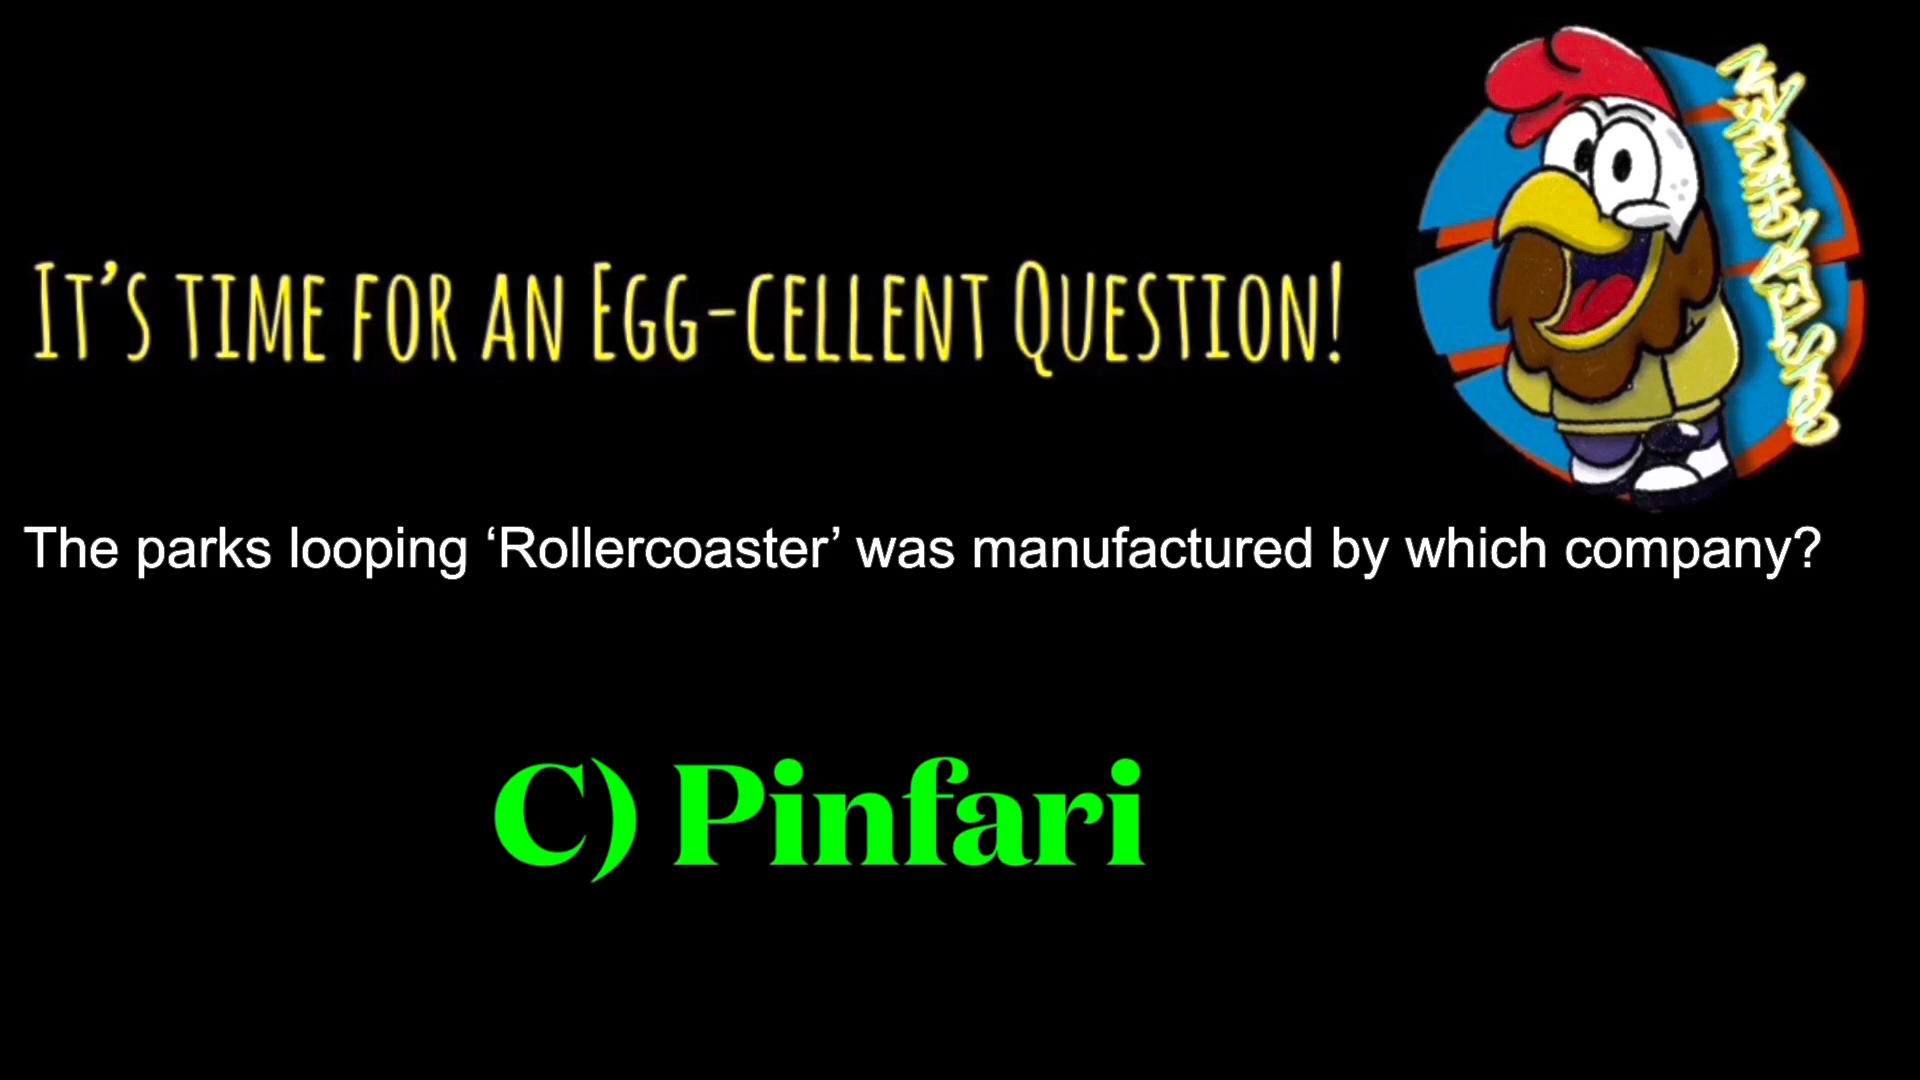 It's time for an Egg-cellent Question!
The parks looping ‘Rollercoaster’ was manufactured by which company?
C) Pinfari